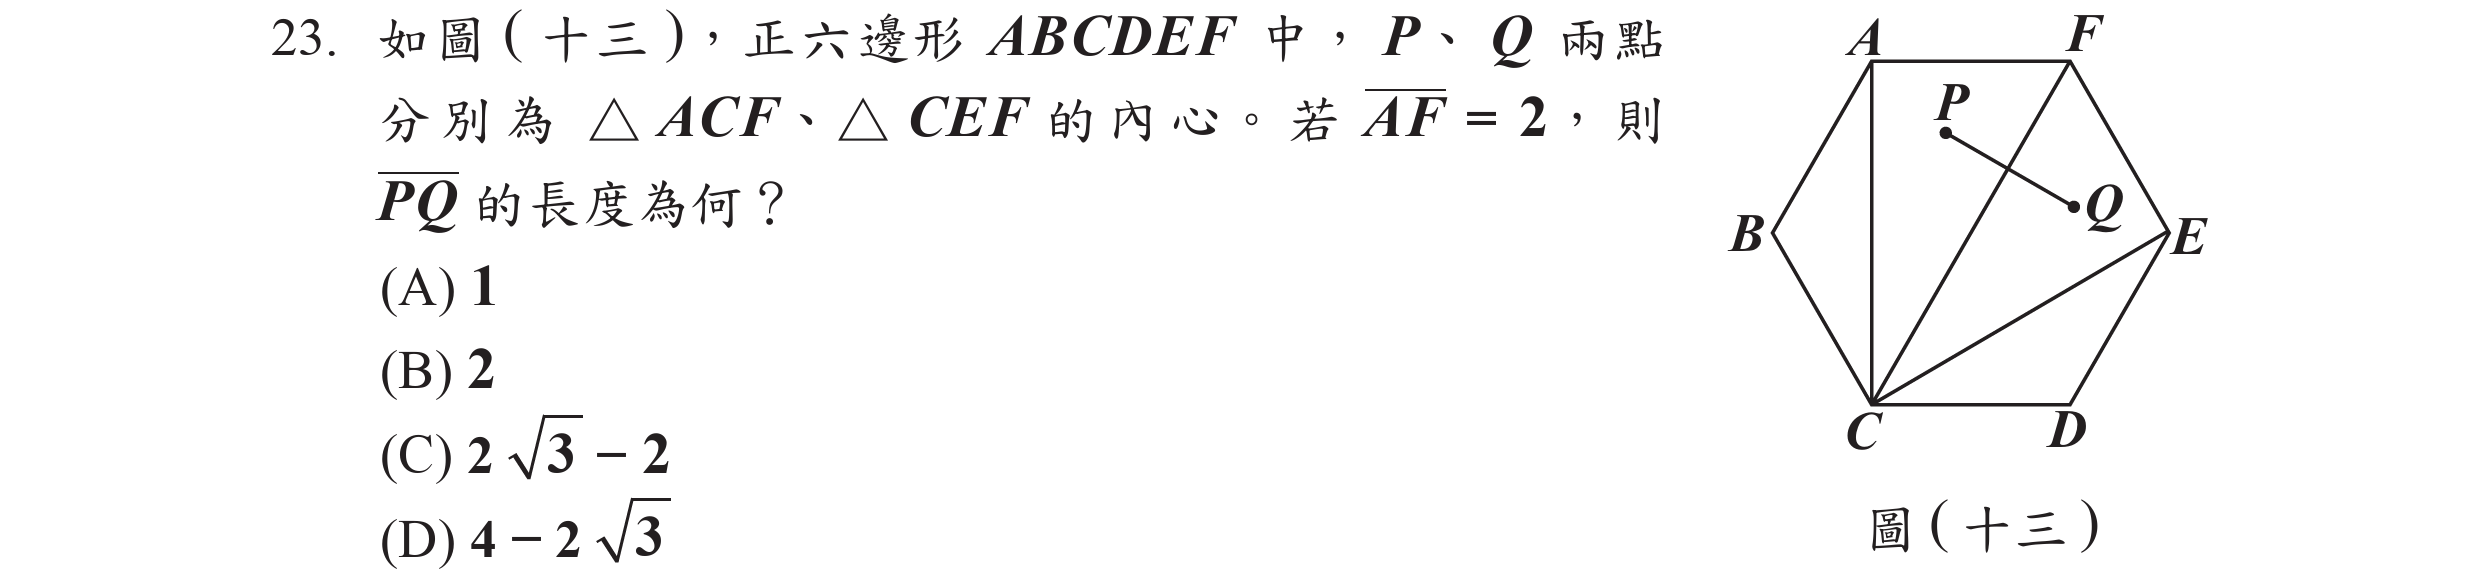 23. 如圖(十三)，正六邊形 ABCDEF 中，P、Q 兩點
分別為 △ACF、△CEF 的內心。若 \overline{AF} = 2，則
\overline{PQ} 的長度為何？
(A) 1
(B) 2
(C) 2√3 − 2
(D) 4 − 2√3
A
F
P
Q
B
E
C
D
圖(十三)